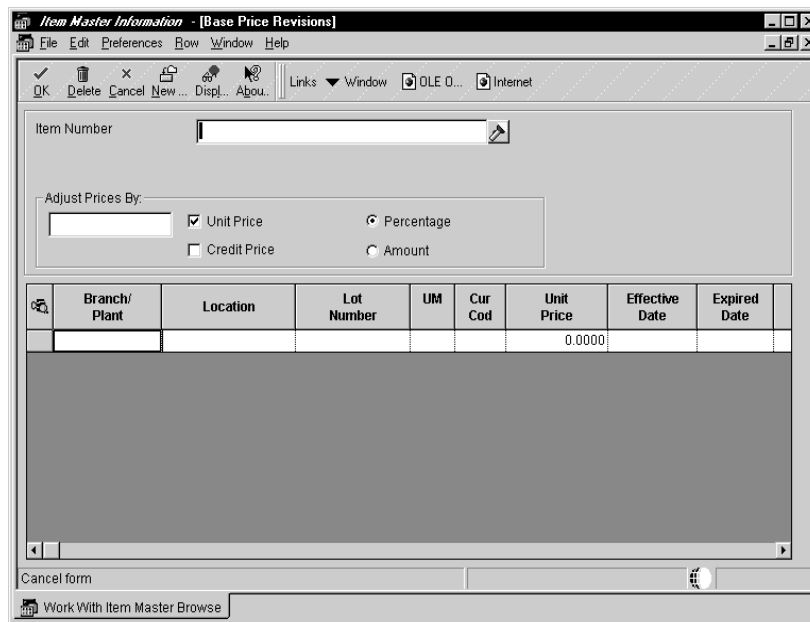 Item Master Information - [Base Price Revisions]
File Edit Preferences Row Window Help
OK Delete Cancel New ... Displ... Abou.. Links Window OLE O... Internet
Item Number
Adjust Prices By:
Unit Price Percentage
Credit Price Amount
Branch/ Plant Location Lot Number UM Cur Cod Unit Price Effective Date Expired Date
0.0000
Cancel form
Work With Item Master Browse